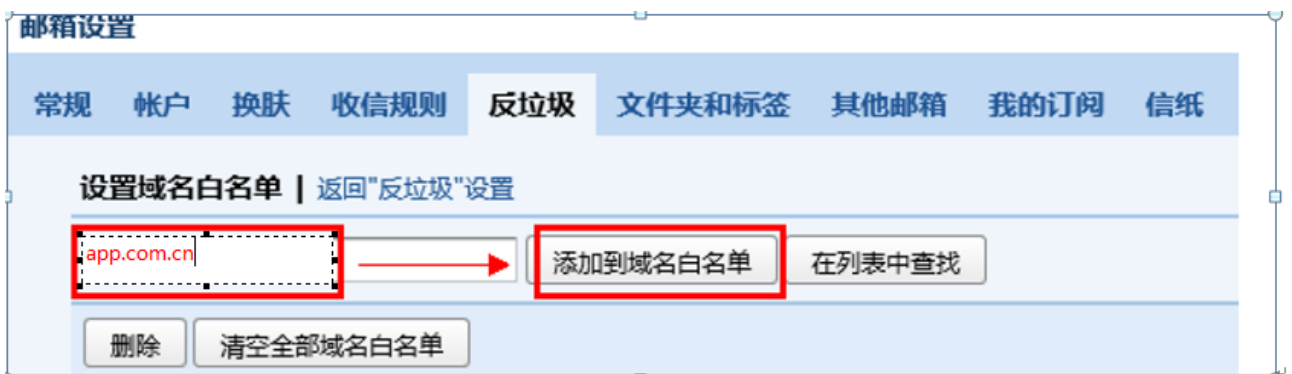 邮箱设置
常规 帐户 换肤 收信规则 反垃圾 文件夹和标签 其他邮箱 我的订阅 信纸
设置域名白名单 | 返回"反垃圾"设置
app.com.cn 添加到域名白名单 在列表中查找
删除 清空全部域名白名单